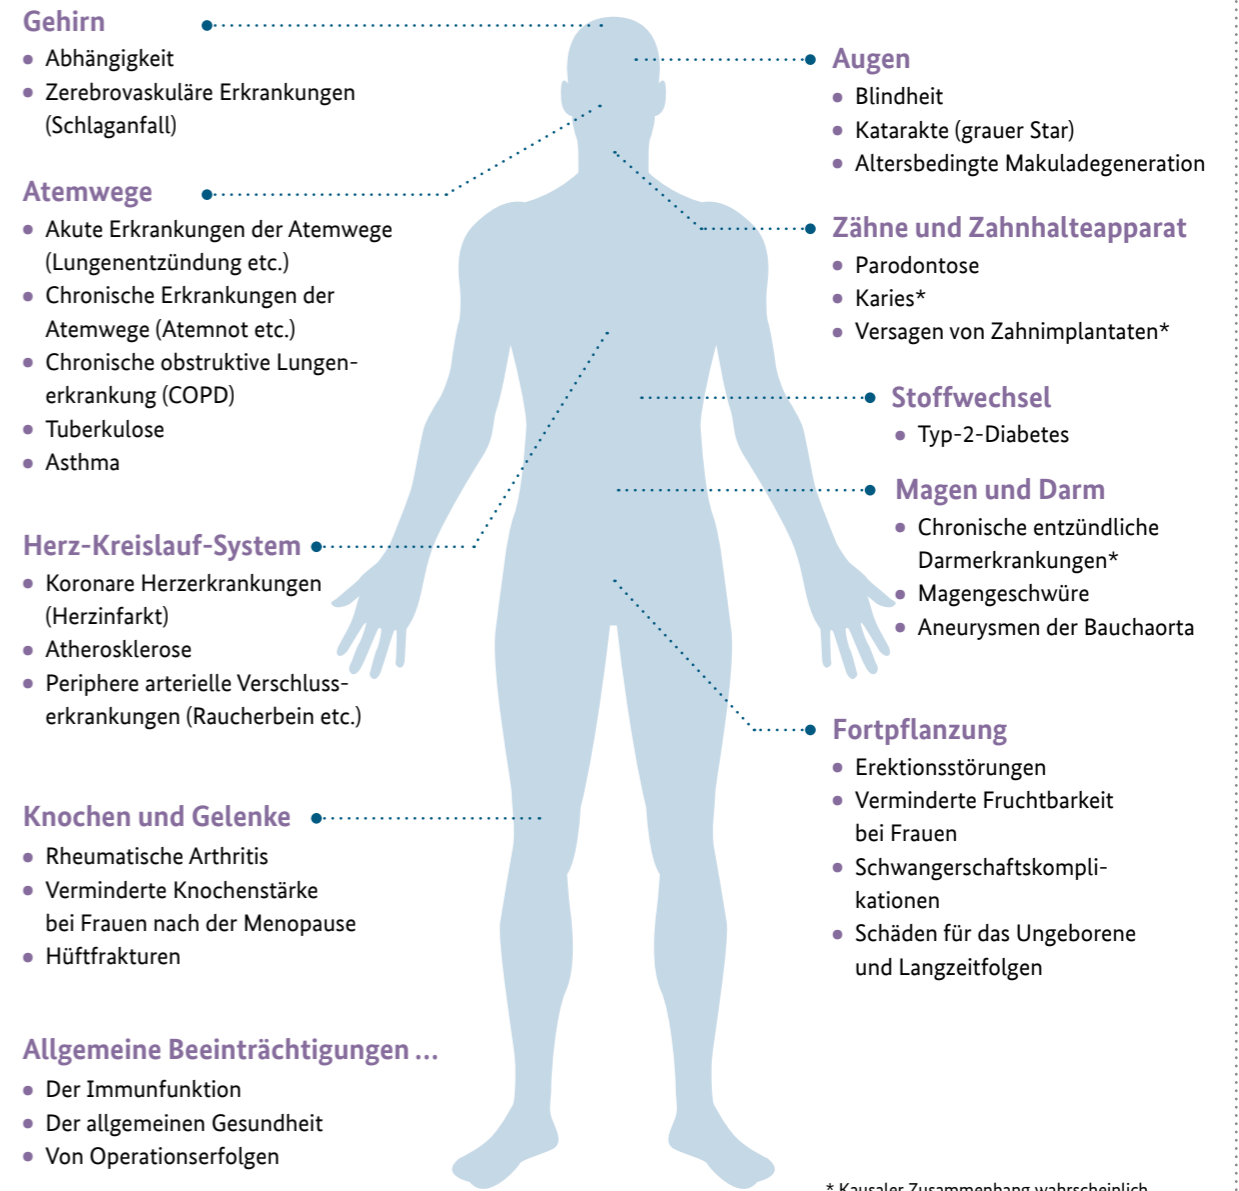 Gehirn
Abhängigkeit
Zerebrovaskuläre Erkrankungen
(Schlaganfall)
Atemwege
Akute Erkrankungen der Atemwege
(Lungenentzündung etc.)
Chronische Erkrankungen der
Atemwege (Atemnot etc.)
Chronische obstruktive Lungen-
erkrankung (COPD)
Tuberkulose
Asthma
Herz-Kreislauf-System
Koronare Herzerkrankungen
(Herzinfarkt)
Atherosklerose
Periphere arterielle Verschluss-
erkrankungen (Raucherbein etc.)
Knochen und Gelenke
Rheumatische Arthritis
Verminderte Knochenstärke
bei Frauen nach der Menopause
Hüftfrakturen
Allgemeine Beeinträchtigungen ...
Der Immunfunktion
Der allgemeinen Gesundheit
Von Operationserfolgen
Augen
Blindheit
Katarakte (grauer Star)
Altersbedingte Makuladegeneration
Zähne und Zahnhalteapparat
Parodontose
Karies*
Versagen von Zahnimplantaten*
Stoffwechsel
Typ-2-Diabetes
Magen und Darm
Chronische entzündliche
Darmerkrankungen*
Magengeschwüre
Aneurysmen der Bauchaorta
Fortpflanzung
Erektionsstörungen
Verminderte Fruchtbarkeit
bei Frauen
Schwangerschaftskompli-
kationen
Schäden für das Ungeborene
und Langzeitfolgen
* Kausaler Zusammenhang wahrscheinlich